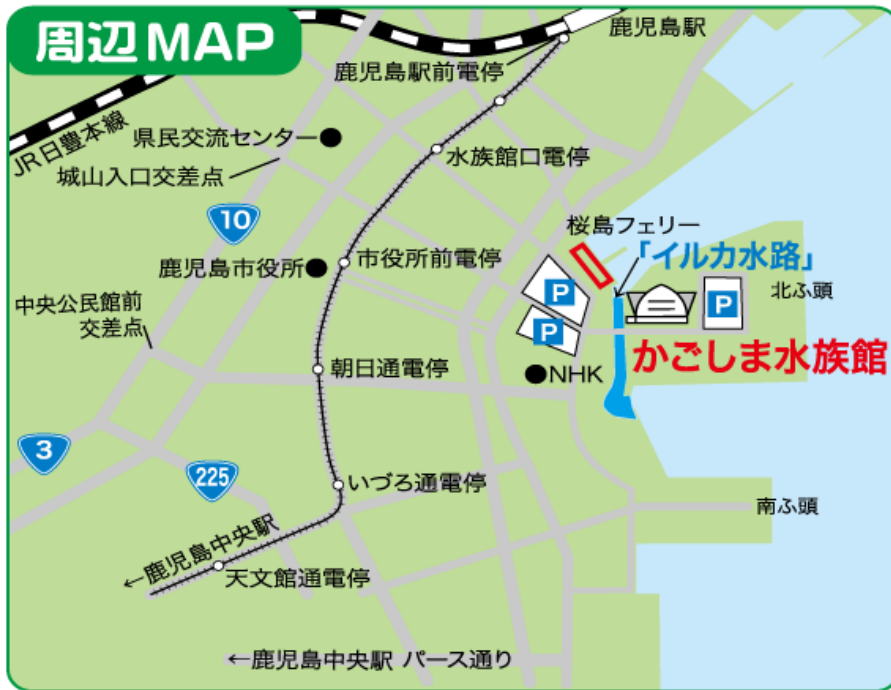 周辺MAP
鹿児島駅
鹿児島駅前電停
JR日豊本線
県民交流センター
水族館口電停
城山入口交差点
10
桜島フェリー
鹿児島市役所
市役所前電停
「イルカ水路」
P
P
P
北ふ頭
中央公民館前
交差点
かごしま水族館
朝日通電停
NHK
3
225
いづろ通電停
南ふ頭
←鹿児島中央駅
天文館通電停
←鹿児島中央駅 パース通り